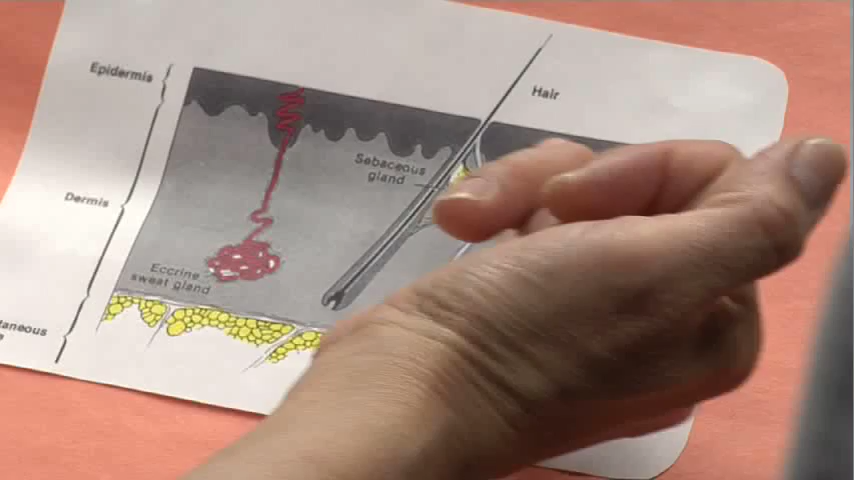 Epidermis
Hair
Sebaceous
gland
Dermis
Eccrine
sweat gland